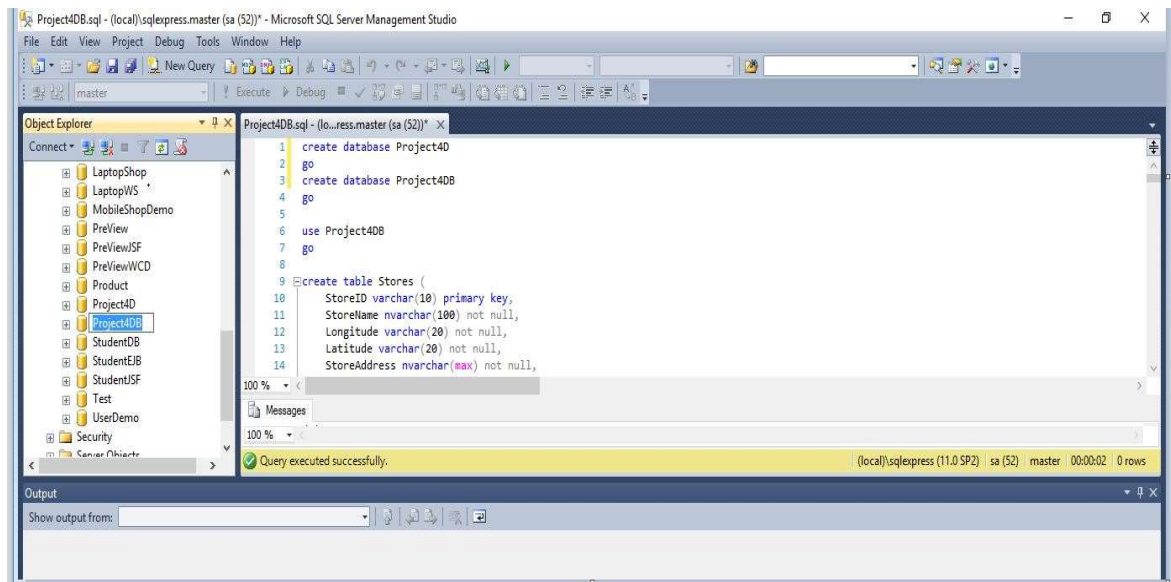 Project4DB.sql - (local)\sqlexpress.master (sa (52))* - Microsoft SQL Server Management Studio
File Edit View Project Debug Tools Window Help
New Query
master
Execute Debug
Object Explorer
Connect
LaptopShop
LaptopWS
MobileShopDemo
PreView
PreViewJSF
PreViewWCD
Product
Project4D
Project4DB
StudentDB
StudentEJB
StudentJSF
Test
UserDemo
Security
Server Objects
Project4DB.sql - (lo...ress.master (sa (52))*
1 create database Project4D
2 go
3 create database Project4DB
4 go
5
6 use Project4DB
7 go
8
9 create table Stores (
10 StoreID varchar(10) primary key,
11 StoreName nvarchar(100) not null,
12 Longitude varchar(20) not null,
13 Latitude varchar(20) not null,
14 StoreAddress nvarchar(max) not null,
100 %
Messages
100 %
Query executed successfully.
(local)\sqlexpress (11.0 SP2) sa (52) master 00:00:02 0 rows
Output
Show output from: